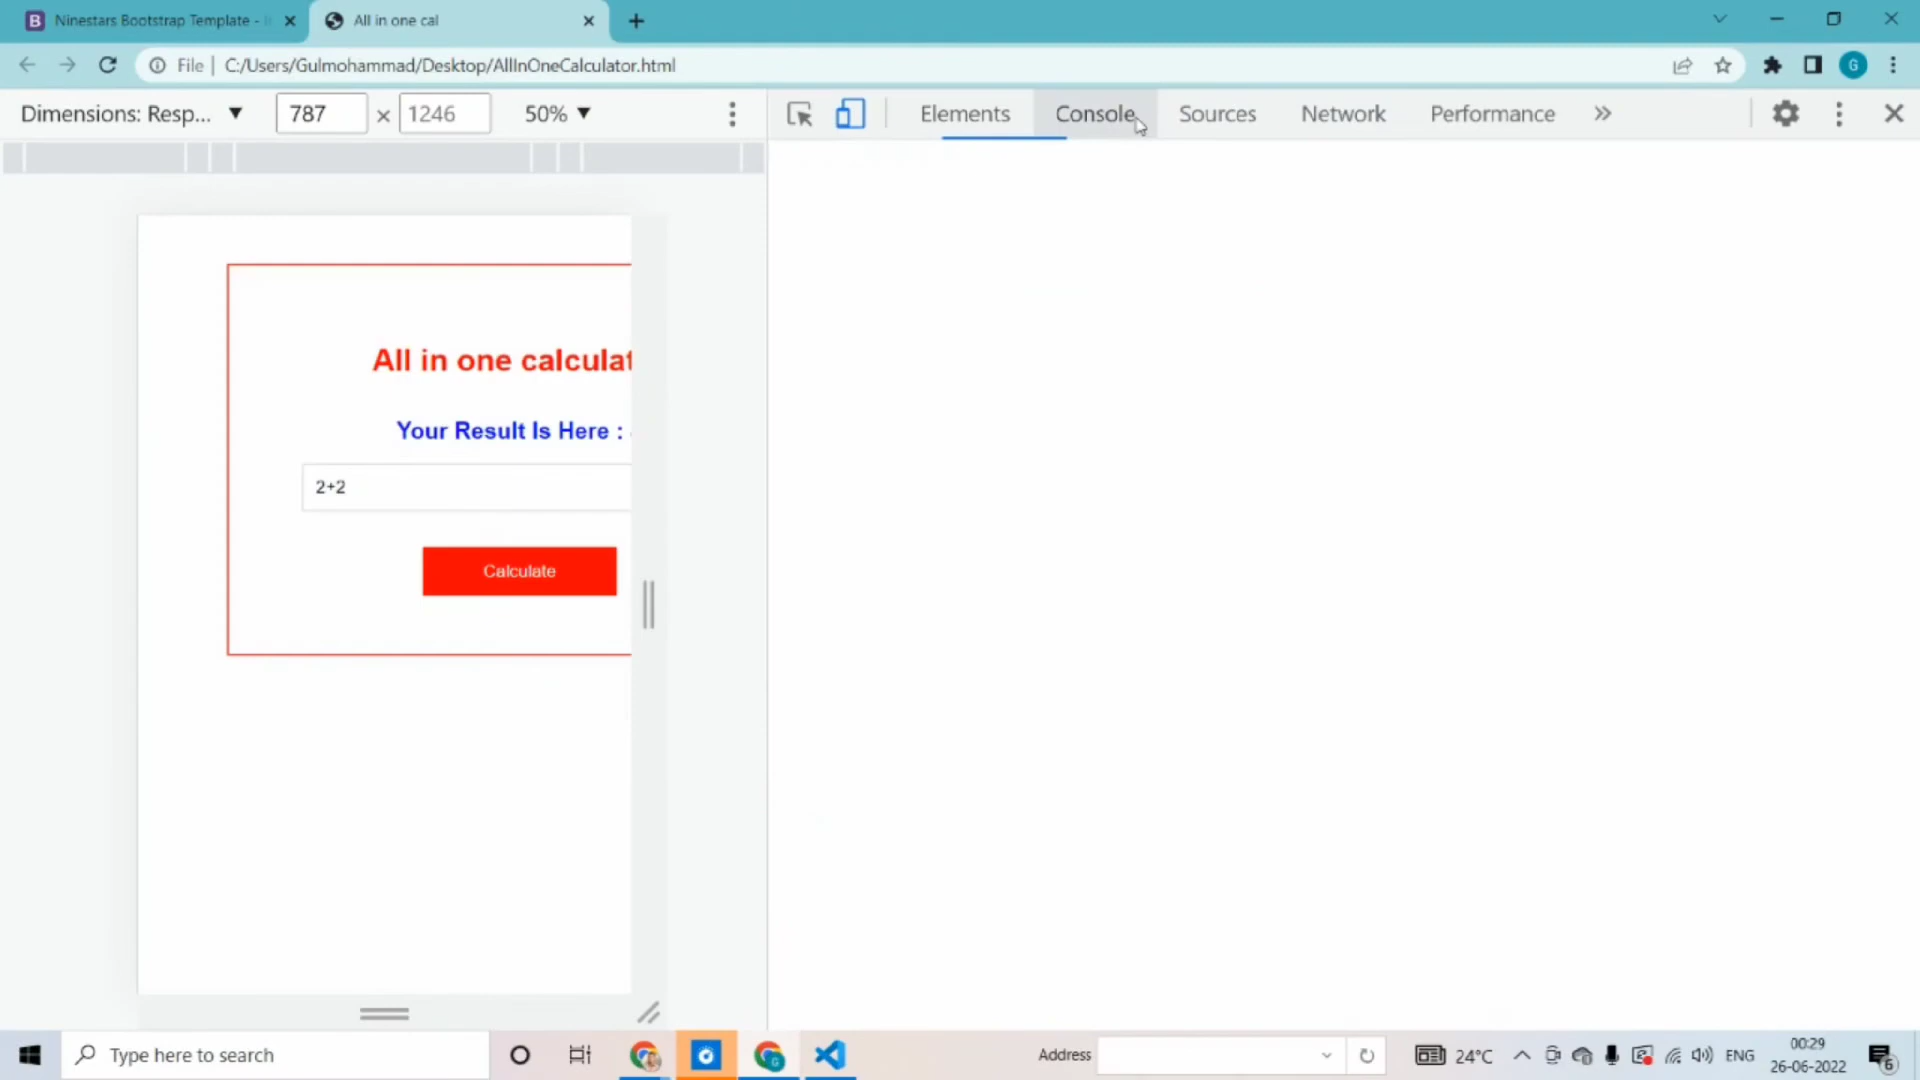 Ninestars Bootstrap Template -
All in one cal
File
C:/Users/Gulmohammad/Desktop/AllInOneCalculator.html
G
Dimensions: Resp...
787
×
1246
50%
Elements
Console
Sources
Network
Performance
All in one calculat
Your Result Is Here :
2+2
Calculate
Type here to search
Address
24°C
ENG
00:29
26-06-2022
6